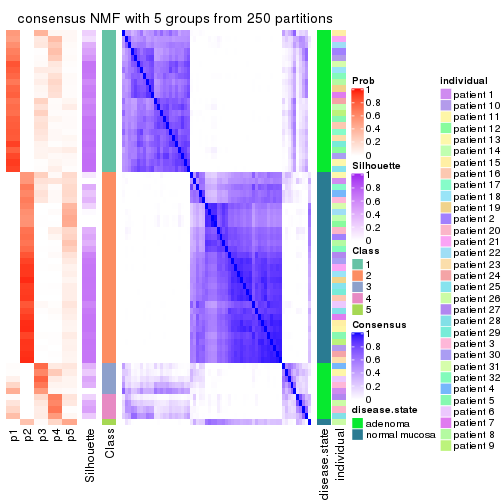 consensus NMF with 5 groups from 250 partitions
p1
p2
p3
p4
p5
Silhouette
Class
disease.state
individual
Prob
1
0.8
0.6
0.4
0.2
0
Silhouette
1
0.8
0.6
0.4
0.2
0
Class
1
2
3
4
5
Consensus
1
0.8
0.6
0.4
0.2
0
disease.state
adenoma
normal mucosa
individual
patient 1
patient 10
patient 11
patient 12
patient 13
patient 14
patient 15
patient 16
patient 17
patient 18
patient 19
patient 2
patient 20
patient 21
patient 22
patient 23
patient 24
patient 25
patient 26
patient 27
patient 28
patient 29
patient 3
patient 30
patient 31
patient 32
patient 4
patient 5
patient 6
patient 7
patient 8
patient 9